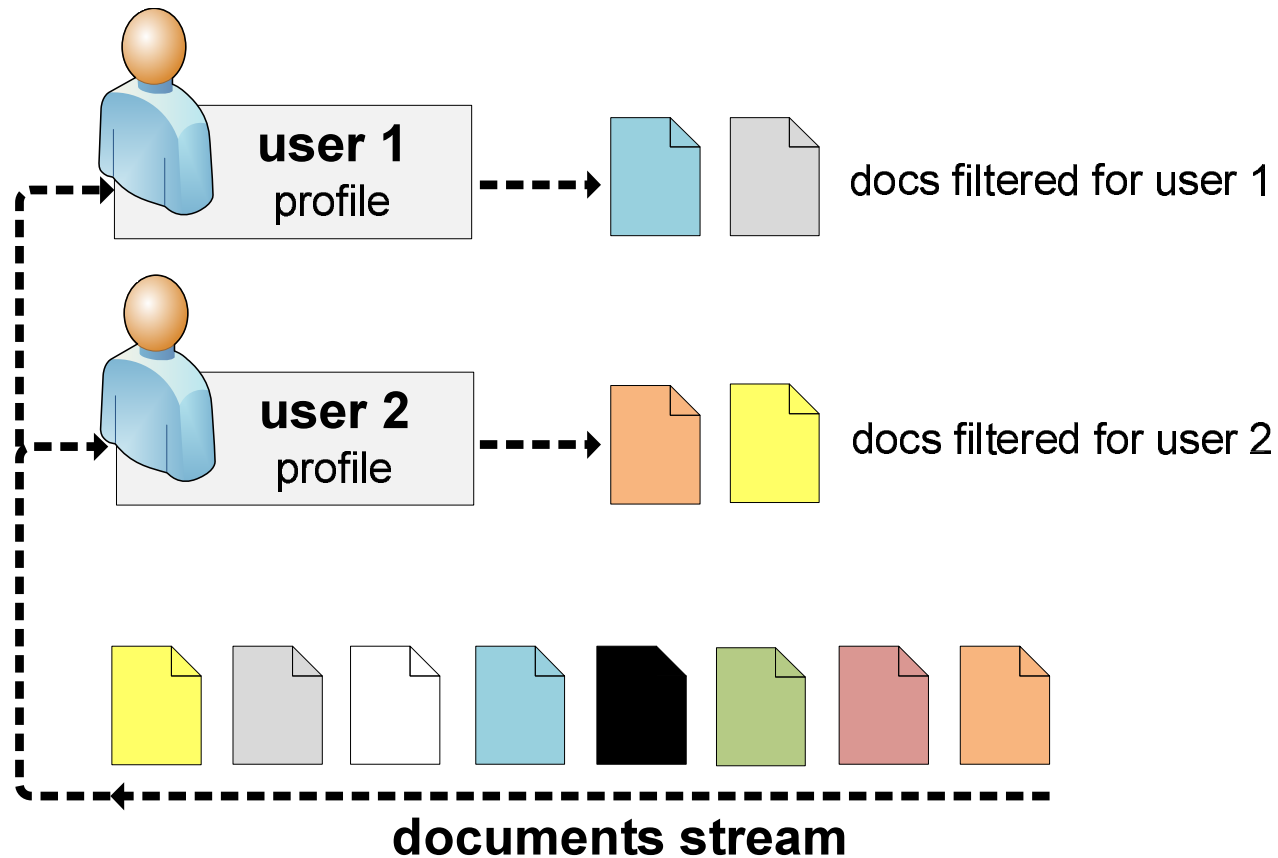 user 1
profile
docs filtered for user 1
user 2
profile
docs filtered for user 2
documents stream